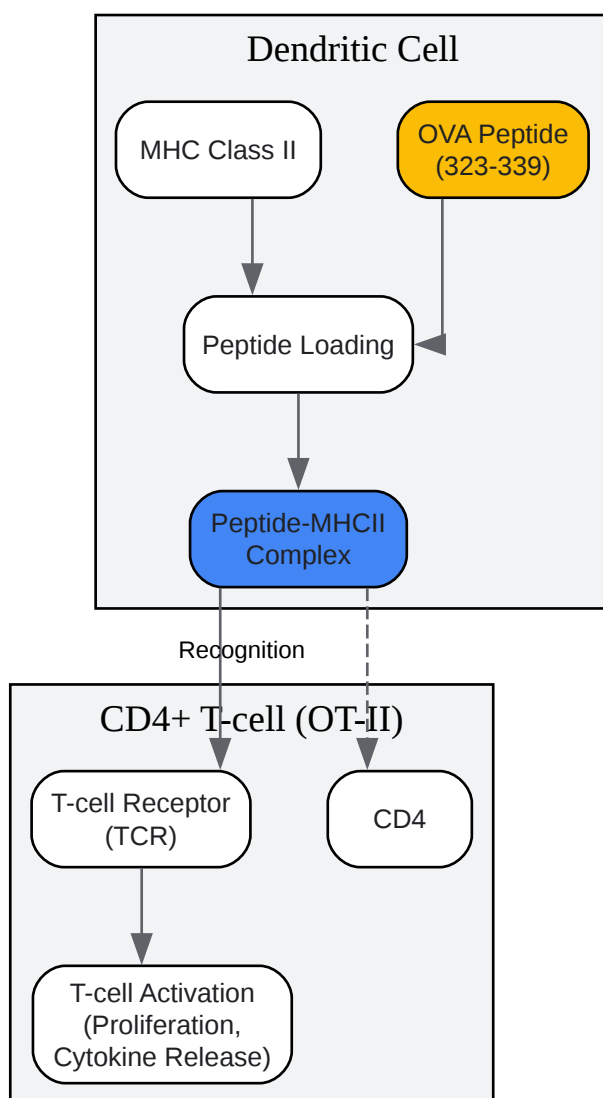 Dendritic Cell
MHC Class II
OVA Peptide
(323-339)
Peptide Loading
Peptide-MHCII
Complex
Recognition
CD4+ T-cell (OT-II)
T-cell Receptor
(TCR)
CD4
T-cell Activation
(Proliferation,
Cytokine Release)